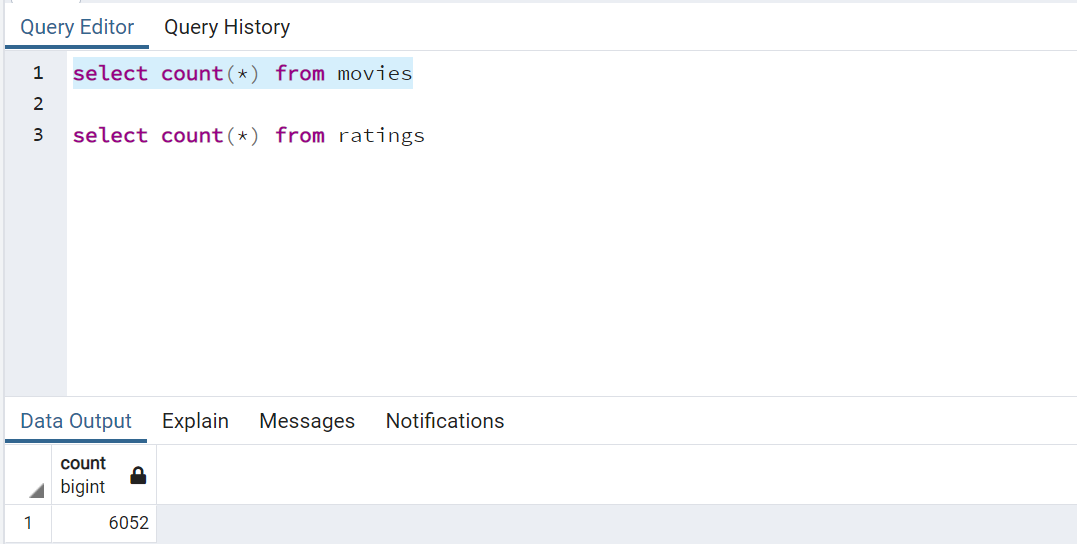 Query Editor Query History
1 select count(*) from movies
2
3 select count(*) from ratings
Data Output Explain Messages Notifications
count
bigint
1 6052